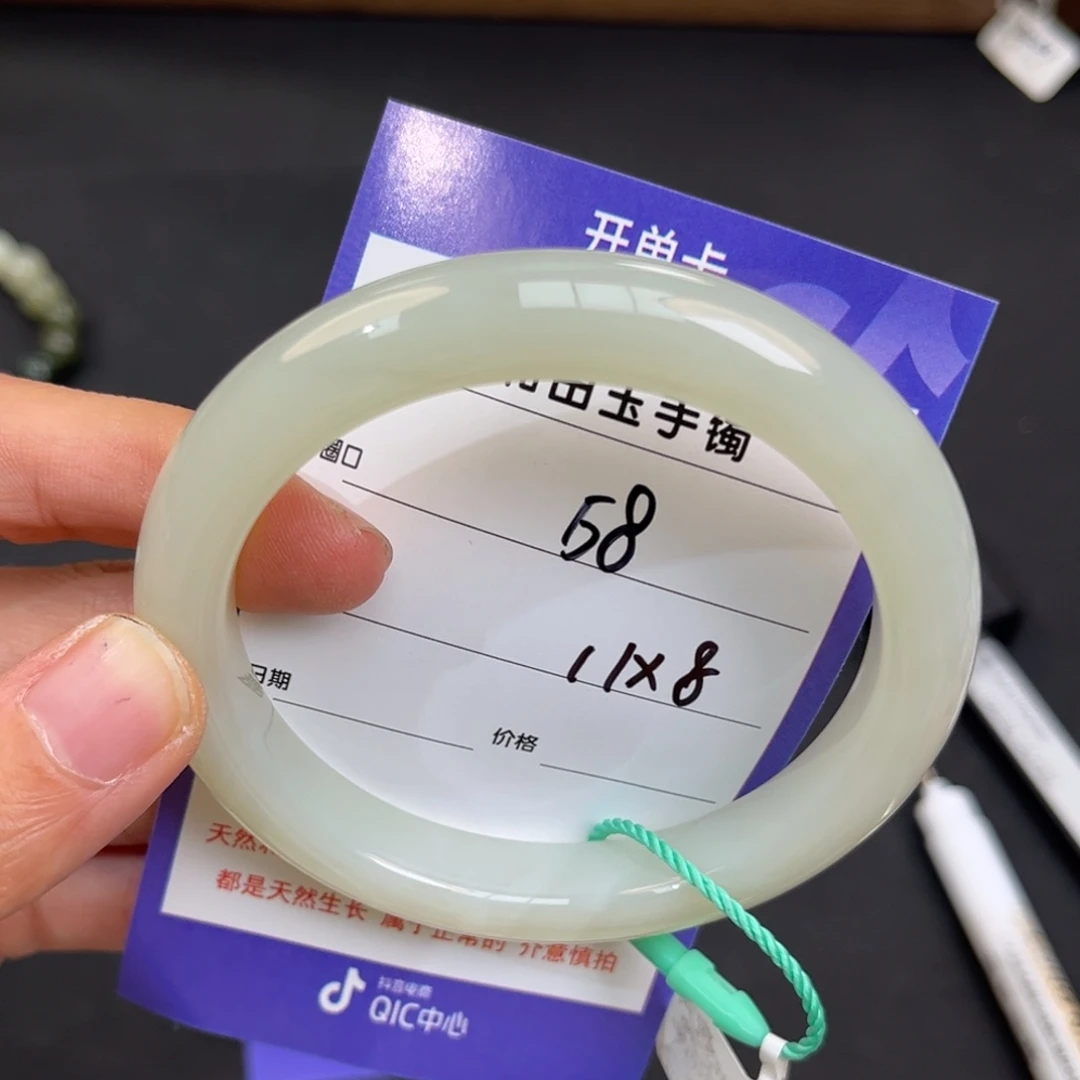 开单卡
田玉手镯
圈口
58
11×8
日期
价格
天然
都是天然生长 属于正常的 介意慎拍
抖音电商
QIC中心